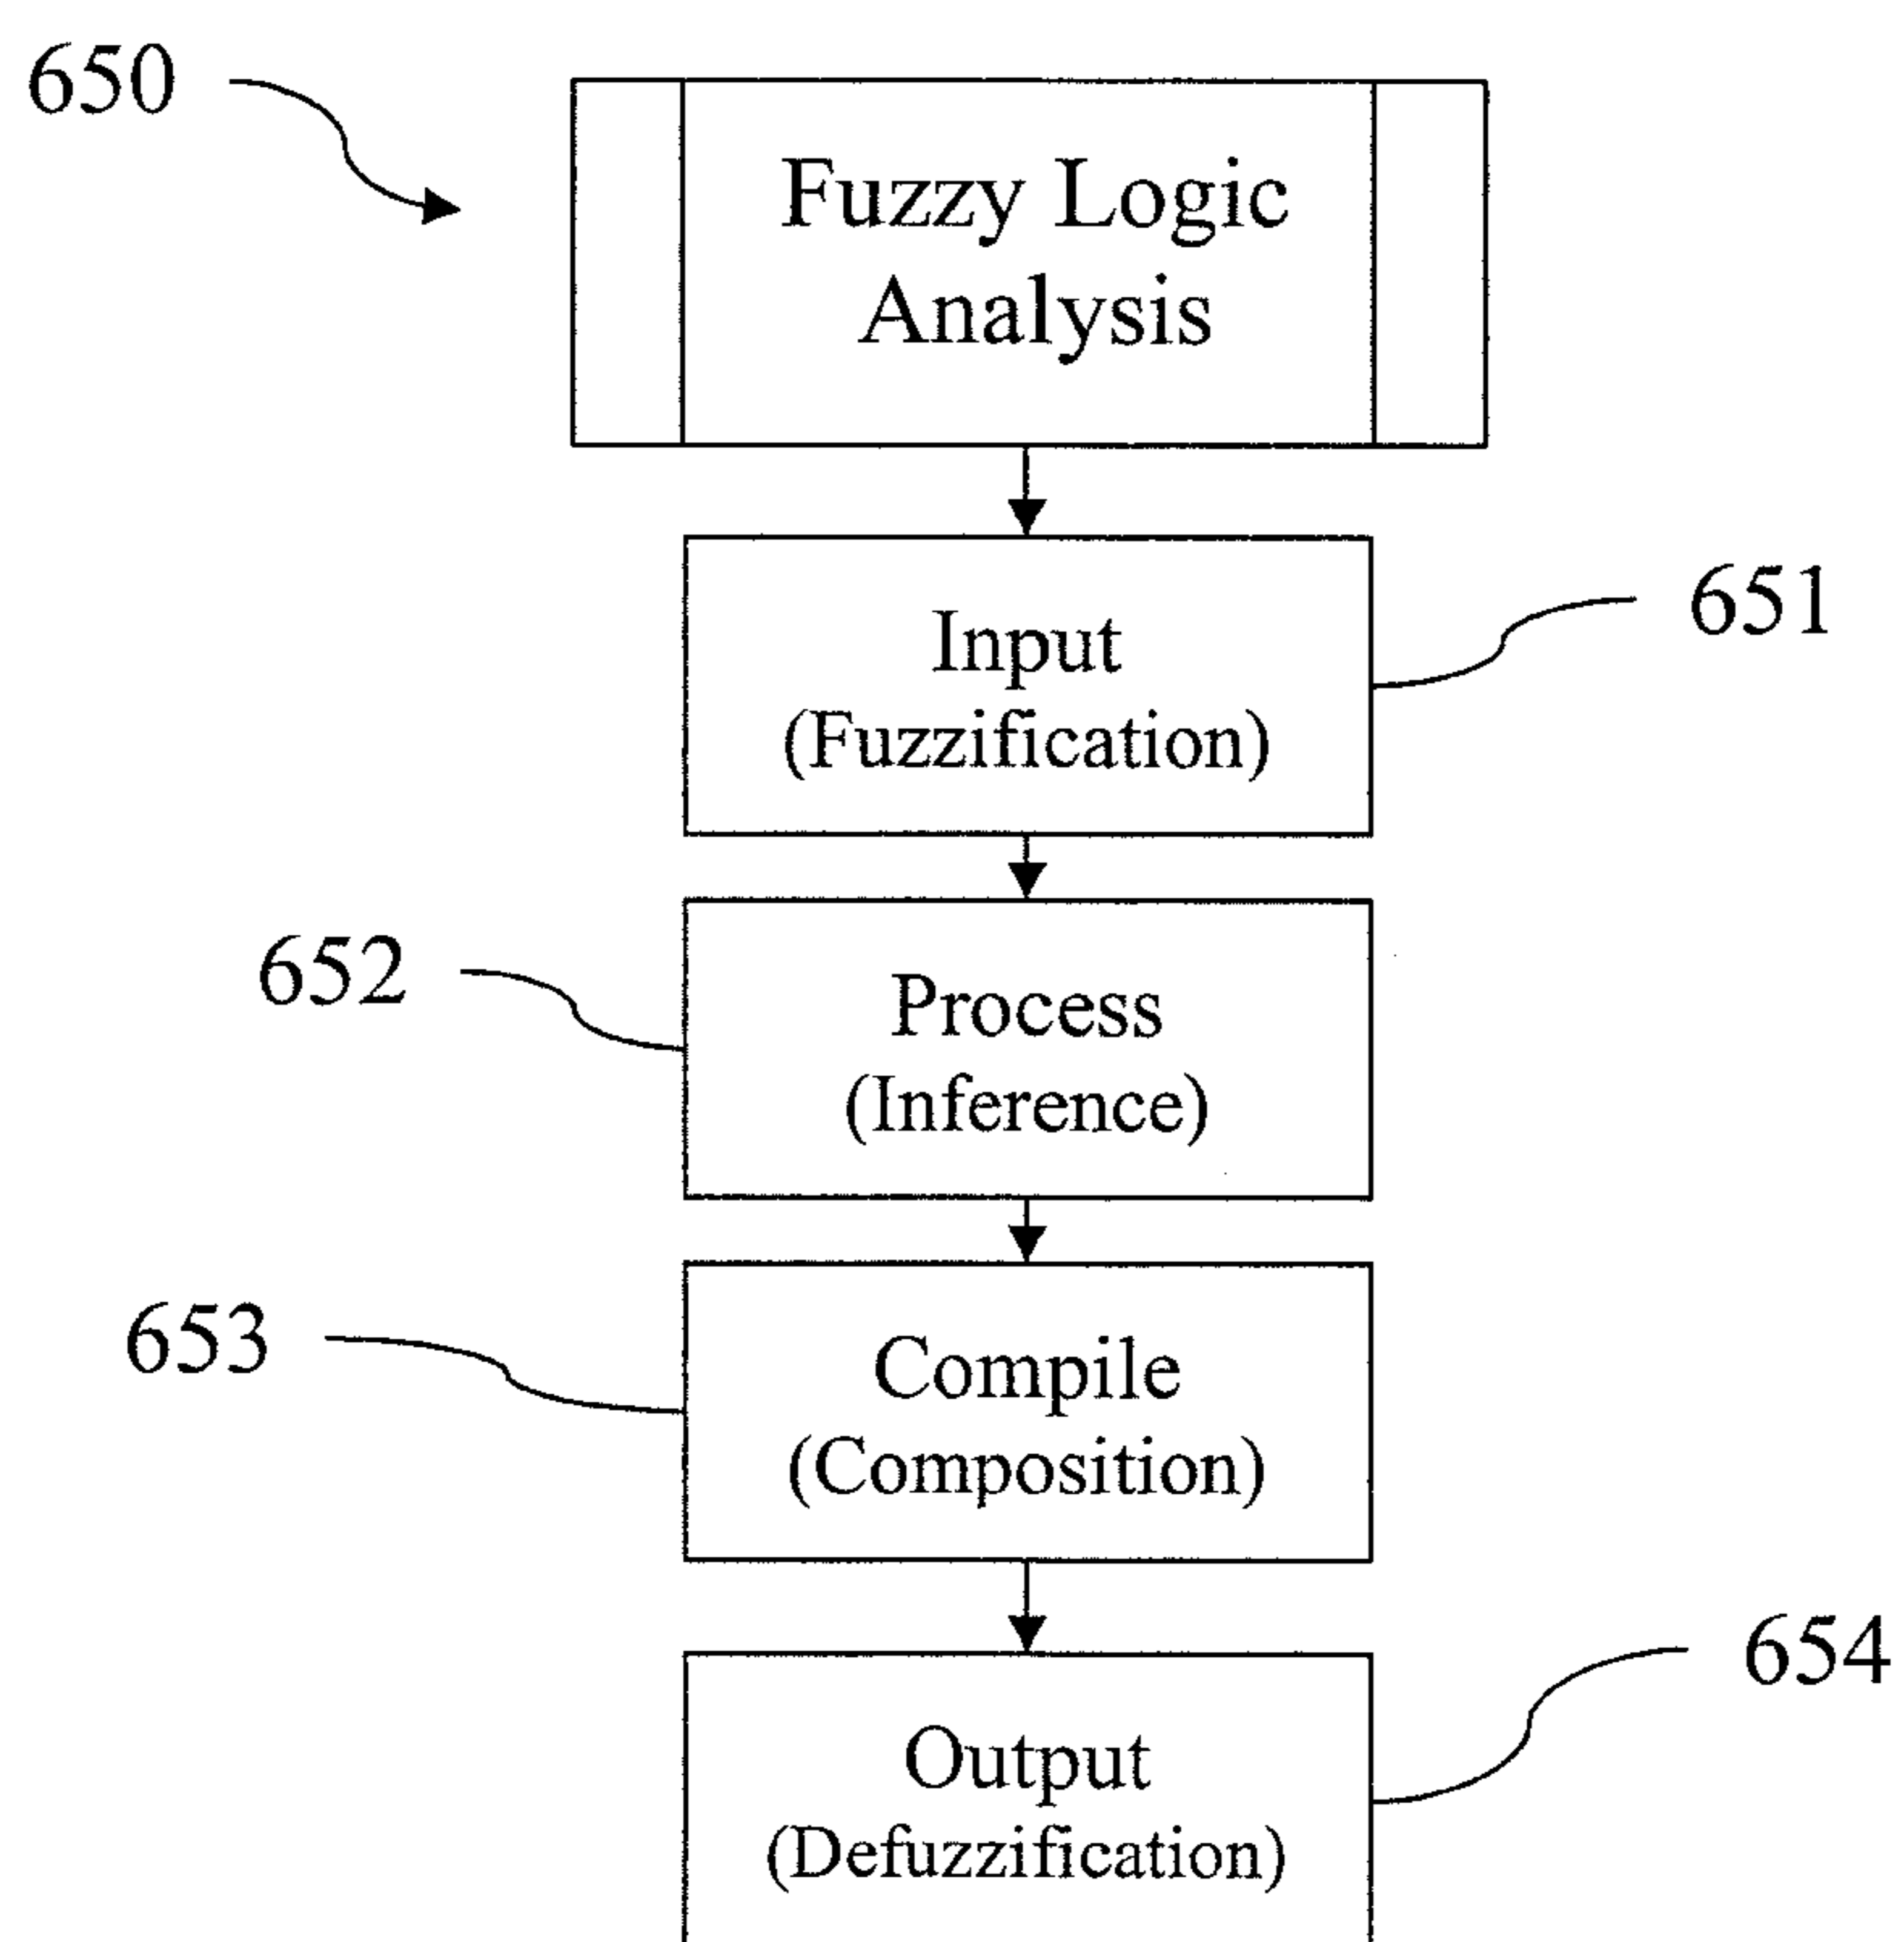 650
Fuzzy Logic
Analysis
Input
(Fuzzification)
651
652
Process
(Inference)
653
Compile
(Composition)
654
Output
(Defuzzification)